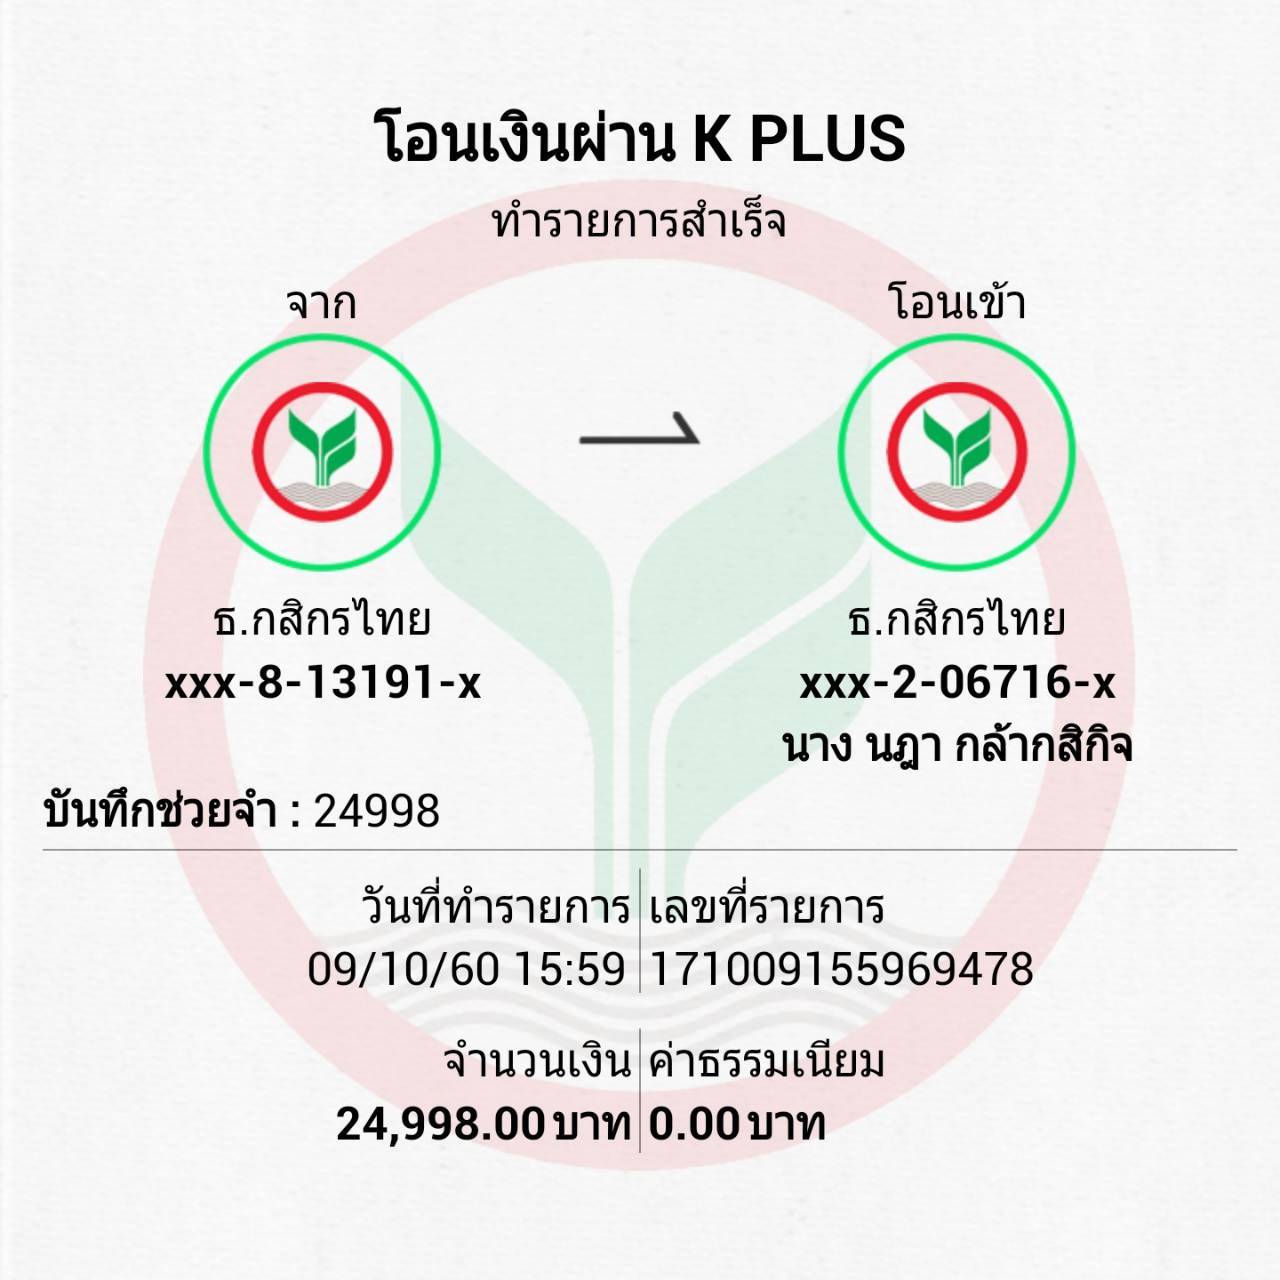 โอนเงินผ่าน K PLUS
ทำรายการสำเร็จ
จาก
โอนเข้า
ธ.กสิกรไทย
ธ.กสิกรไทย
xxx-8-13191-x
xxx-2-06716-x
นาง นฎา กล้ากสิกิจ
บันทึกช่วยจำ : 24998
วันที่ทำรายการ เลขที่รายการ
09/10/60 15:59 171009155969478
จำนวนเงิน ค่าธรรมเนียม
24,998.00 บาท 0.00 บาท